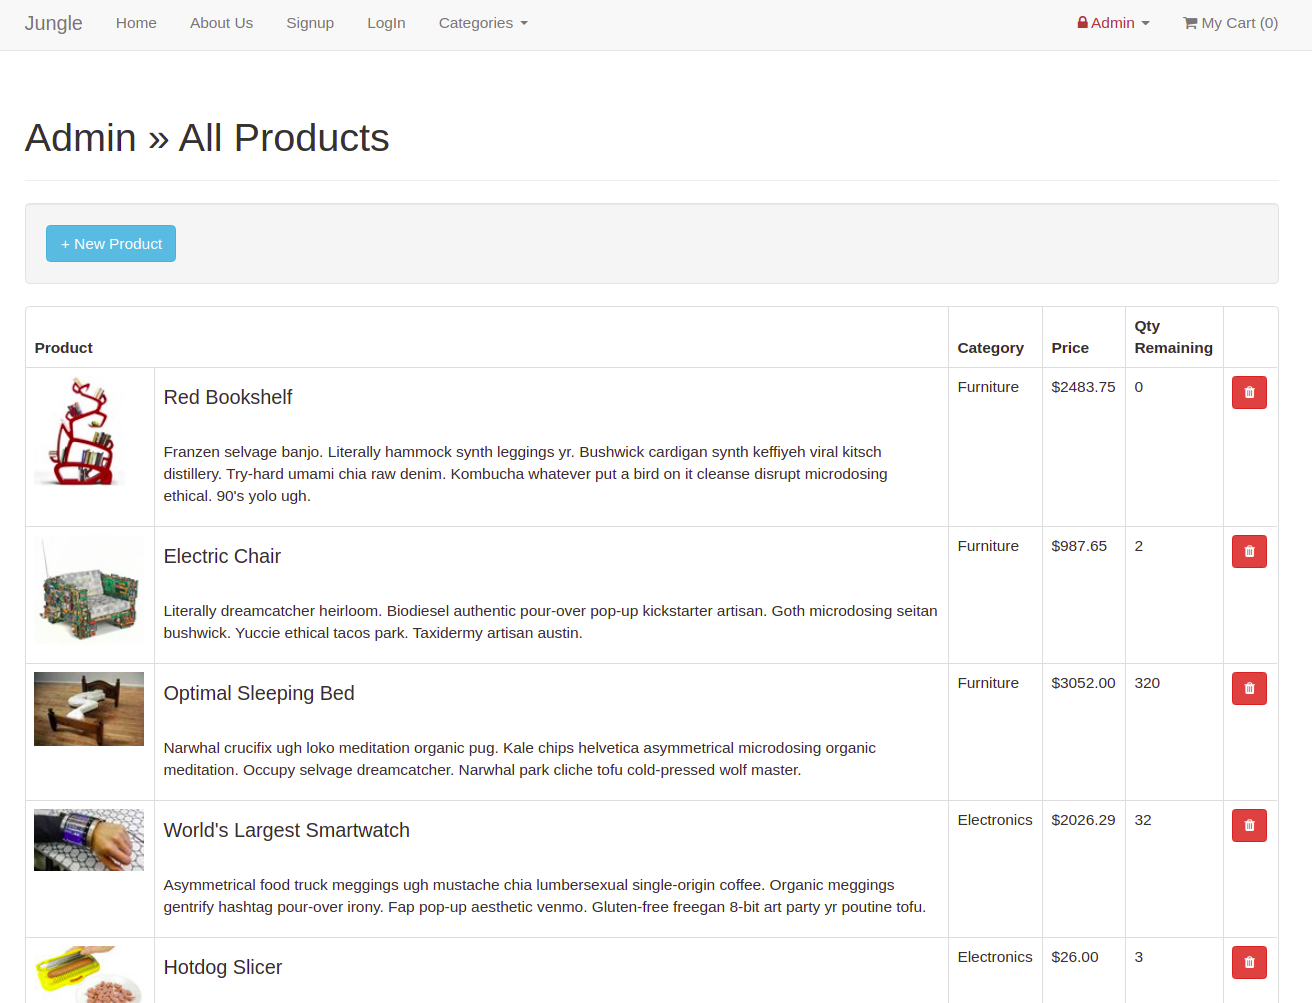 Jungle Home About Us Signup LogIn Categories Admin My Cart (0)
Admin » All Products
+ New Product
Product Category Price Qty Remaining
Red Bookshelf Furniture $2483.75 0
Franzen selvage banjo. Literally hammock synth leggings yr. Bushwick cardigan synth keffiyeh viral kitsch
distillery. Try-hard umami chia raw denim. Kombucha whatever put a bird on it cleanse disrupt microdosing
ethical. 90's yolo ugh.
Electric Chair Furniture $987.65 2
Literally dreamcatcher heirloom. Biodiesel authentic pour-over pop-up kickstarter artisan. Goth microdosing seitan
bushwick. Yuccie ethical tacos park. Taxidermy artisan austin.
Optimal Sleeping Bed Furniture $3052.00 320
Narwhal crucifix ugh loko meditation organic pug. Kale chips helvetica asymmetrical microdosing organic
meditation. Occupy selvage dreamcatcher. Narwhal park cliche tofu cold-pressed wolf master.
World's Largest Smartwatch Electronics $2026.29 32
Asymmetrical food truck meggings ugh mustache chia lumbersexual single-origin coffee. Organic meggings
gentrify hashtag pour-over irony. Fap pop-up aesthetic venmo. Gluten-free freegan 8-bit art party yr poutine tofu.
Hotdog Slicer Electronics $26.00 3